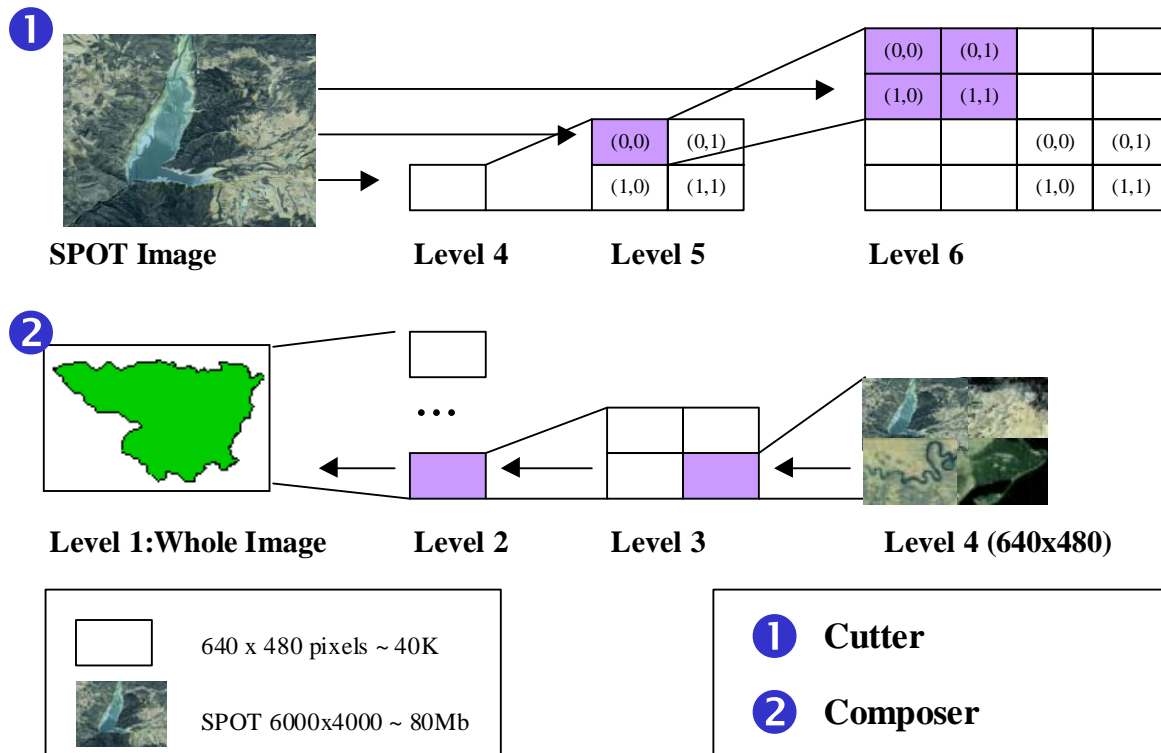 1
(0,0) (0,1)
(1,0) (1,1)
(0,0) (0,1)
(1,0) (1,1)
(0,0) (0,1)
(1,0) (1,1)
SPOT Image
Level 4
Level 5
Level 6
2
...
Level 1:Whole Image
Level 2
Level 3
Level 4 (640x480)
640 x 480 pixels ~ 40K
SPOT 6000x4000 ~ 80Mb
1 Cutter
2 Composer